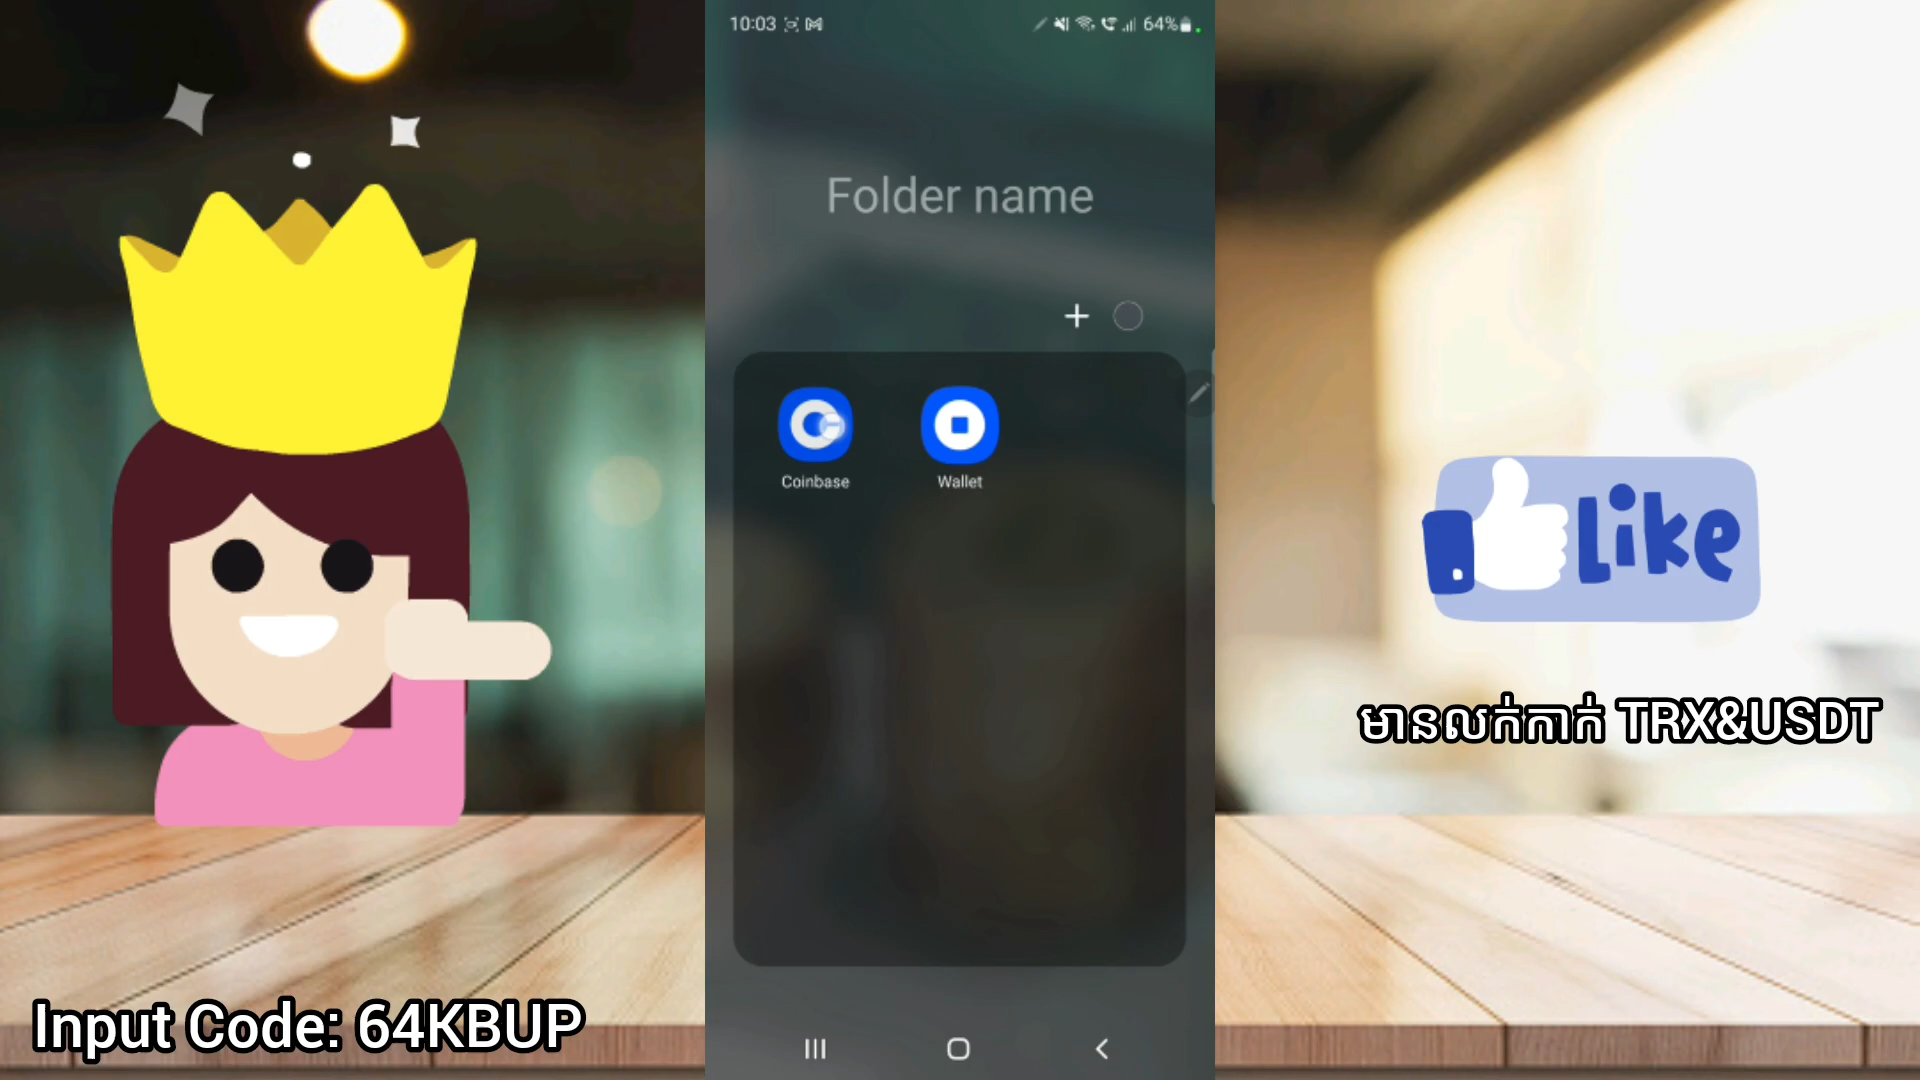 10:03
64%
Folder name
Coinbase
Wallet
Like
មានលក់កាក់ TRX&USDT
Input Code: 64KBUP